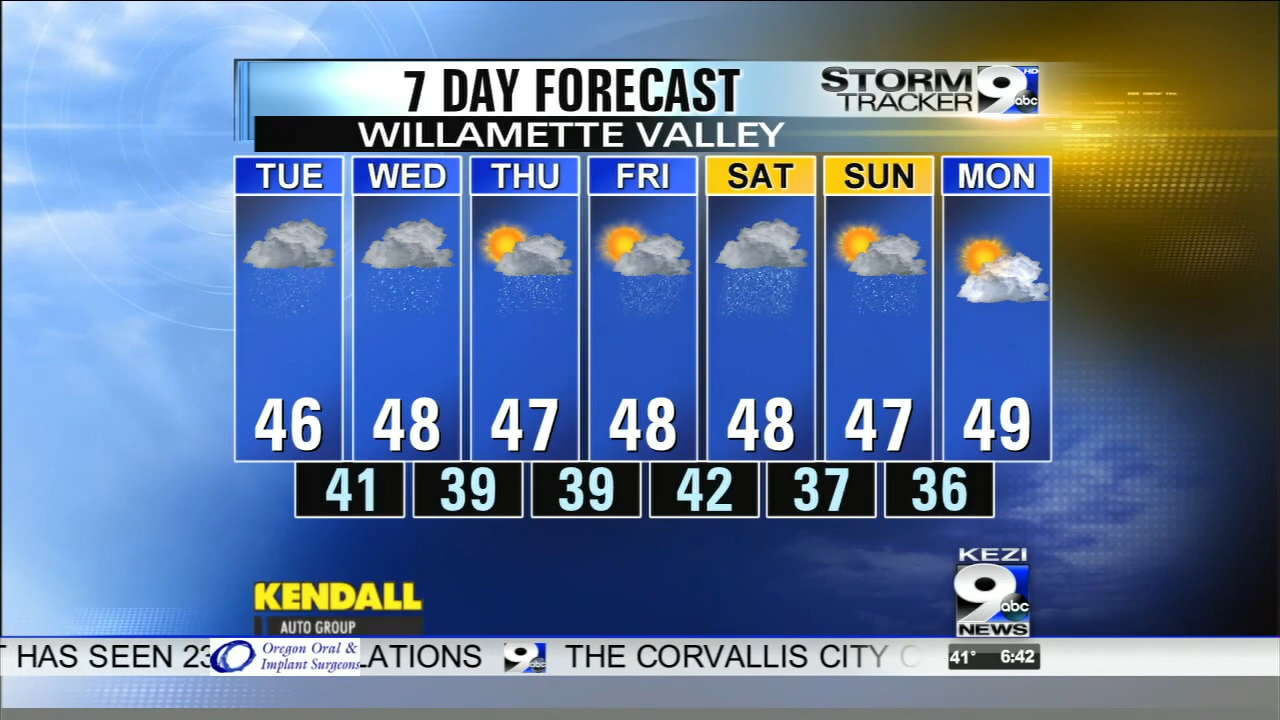 7 DAY FORECAST
STORM
TRACKER
9
HD
abc
WILLAMETTE VALLEY
TUE WED THU FRI SAT SUN MON
46 48 47 48 48 47 49
41 39 39 42 37 36
KENDALL
AUTO GROUP
KEZI
9
abc
NEWS
T HAS SEEN 23
Oregon Oral &
Implant Surgeons
LATIONS
9
abc
THE CORVALLIS CITY
41° 6:42